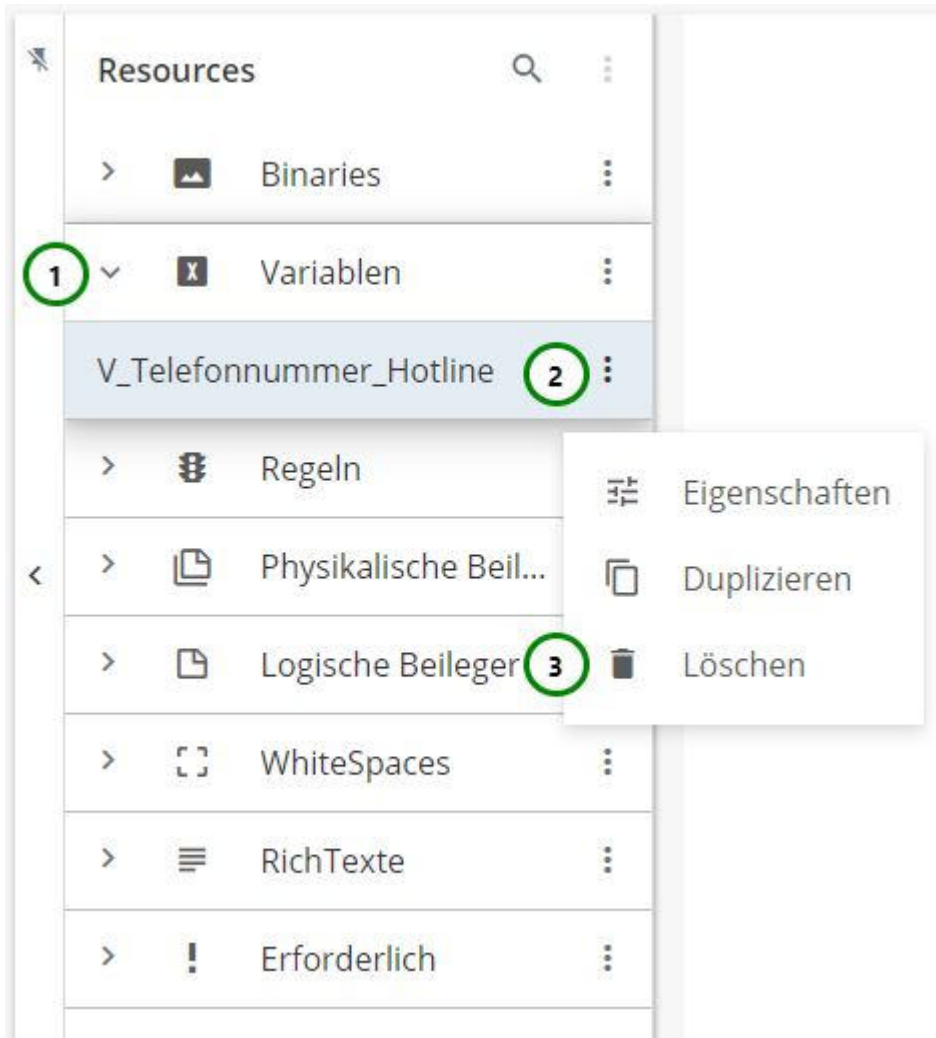 Resources
Binaries
1 Variablen
V_Telefonnummer_Hotline 2
Regeln
Eigenschaften
Physikalische Beil...
Duplizieren
Logische Beileger 3 Löschen
WhiteSpaces
RichTexte
Erforderlich